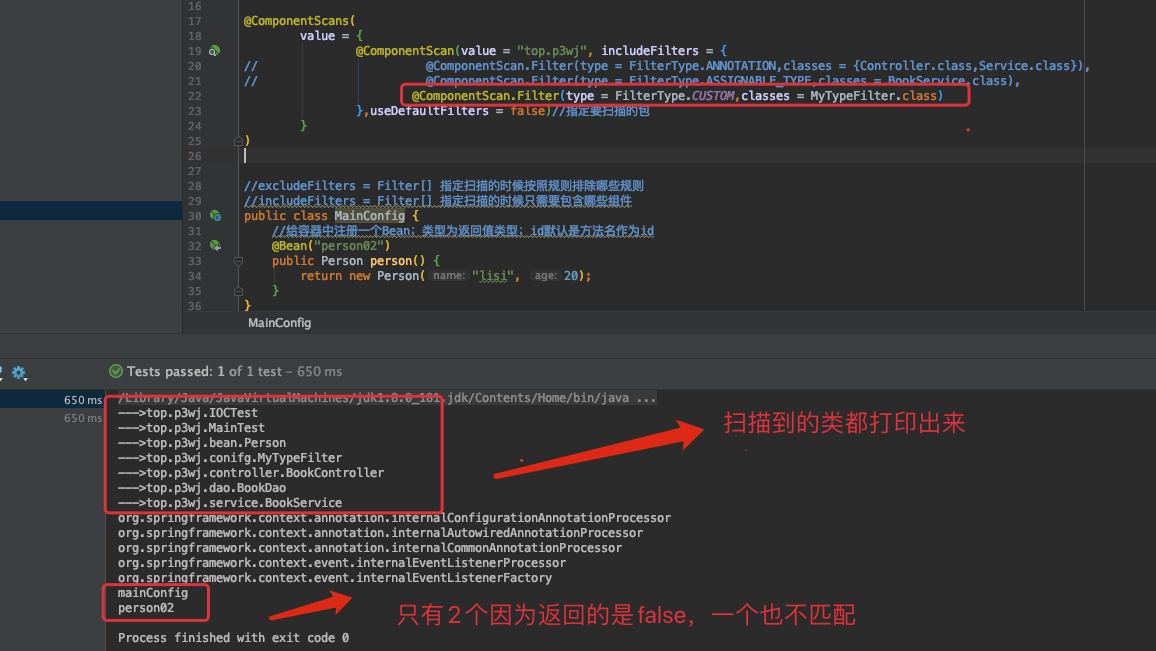 16
17 @ComponentScans(
18 value = {
19 @ComponentScan(value = "top.p3wj", includeFilters = {
20 // @ComponentScan.Filter(type = FilterType.ANNOTATION,classes = {Controller.class,Service.class}),
21 // @ComponentScan.Filter(type = FilterType.ASSIGNABLE_TYPE,classes = BookService.class),
22 @ComponentScan.Filter(type = FilterType.CUSTOM,classes = MyTypeFilter.class)
23 },useDefaultFilters = false)//指定要扫描的包
24 }
25 )
26
27
28 //excludeFilters = Filter[] 指定扫描的时候按照规则排除哪些规则
29 //includeFilters = Filter[] 指定扫描的时候只需要包含哪些组件
30 public class MainConfig {
31 //给容器中注册一个Bean；类型为返回值类型；id默认是方法名作为id
32 @Bean("person02")
33 public Person person() {
34 return new Person( name: "lisi", age: 20);
35 }
36 }
MainConfig
Tests passed: 1 of 1 test – 650 ms
650 ms
650 ms
/Library/Java/JavaVirtualMachines/jdk1.8.0_181.jdk/Contents/Home/bin/java ...
--->top.p3wj.IOCTest
--->top.p3wj.MainTest
--->top.p3wj.bean.Person
--->top.p3wj.conifg.MyTypeFilter
--->top.p3wj.controller.BookController
--->top.p3wj.dao.BookDao
--->top.p3wj.service.BookService
扫描到的类都打印出来
org.springframework.context.annotation.internalConfigurationAnnotationProcessor
org.springframework.context.annotation.internalAutowiredAnnotationProcessor
org.springframework.context.annotation.internalCommonAnnotationProcessor
org.springframework.context.event.internalEventListenerProcessor
org.springframework.context.event.internalEventListenerFactory
mainConfig
person02
只有2个因为返回的是false，一个也不匹配
Process finished with exit code 0